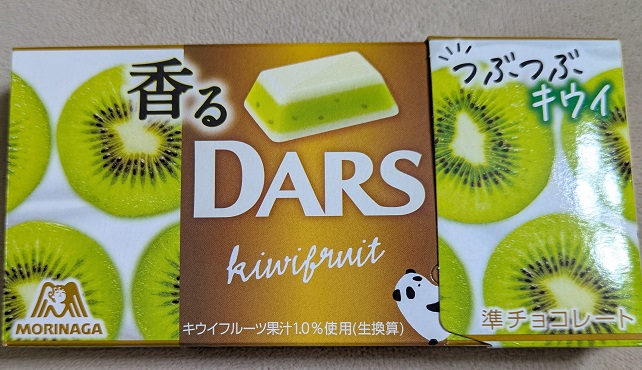 香る
つぶつぶ
キウイ
DARS
kiwifruit
MORINAGA
キウイフルーツ果汁1.0%使用(生換算)
準チョコレート